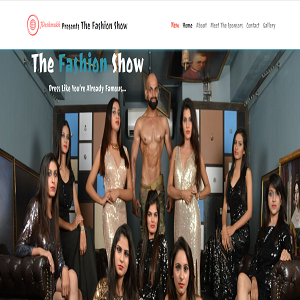 Presents The Fashion Show
New Home About Meet The Sponsors Contact Gallery
The Fashion Show
Dress Like You're Already Famous...